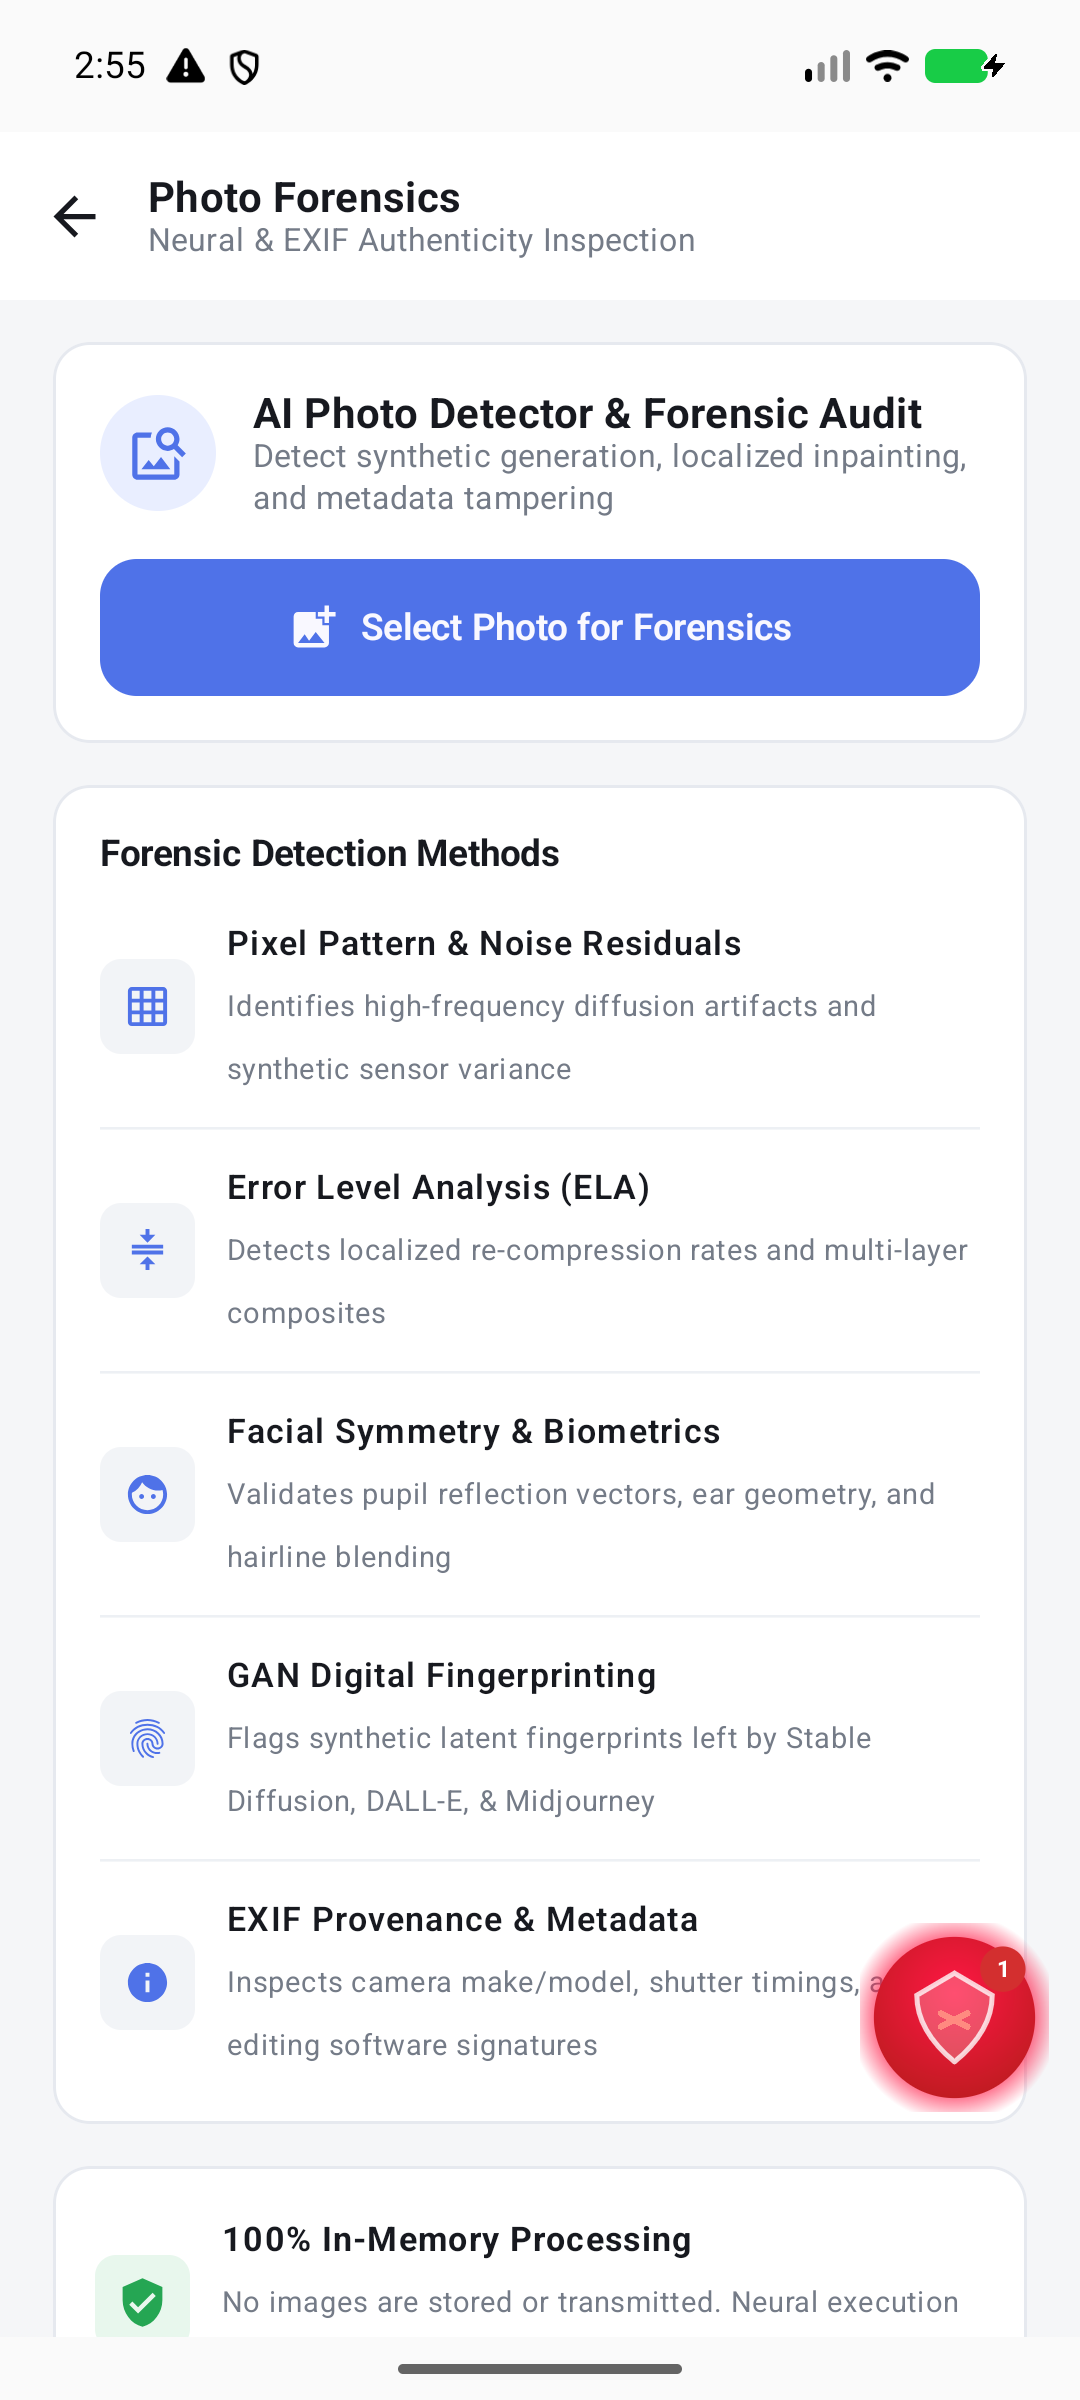 2:55
Photo Forensics
Neural & EXIF Authenticity Inspection
AI Photo Detector & Forensic Audit
Detect synthetic generation, localized inpainting,
and metadata tampering
Select Photo for Forensics
Forensic Detection Methods
Pixel Pattern & Noise Residuals
Identifies high-frequency diffusion artifacts and
synthetic sensor variance
Error Level Analysis (ELA)
Detects localized re-compression rates and multi-layer
composites
Facial Symmetry & Biometrics
Validates pupil reflection vectors, ear geometry, and
hairline blending
GAN Digital Fingerprinting
Flags synthetic latent fingerprints left by Stable
Diffusion, DALL-E, & Midjourney
EXIF Provenance & Metadata
1
Inspects camera make/model, shutter timings,
editing software signatures
100% In-Memory Processing
No images are stored or transmitted. Neural execution